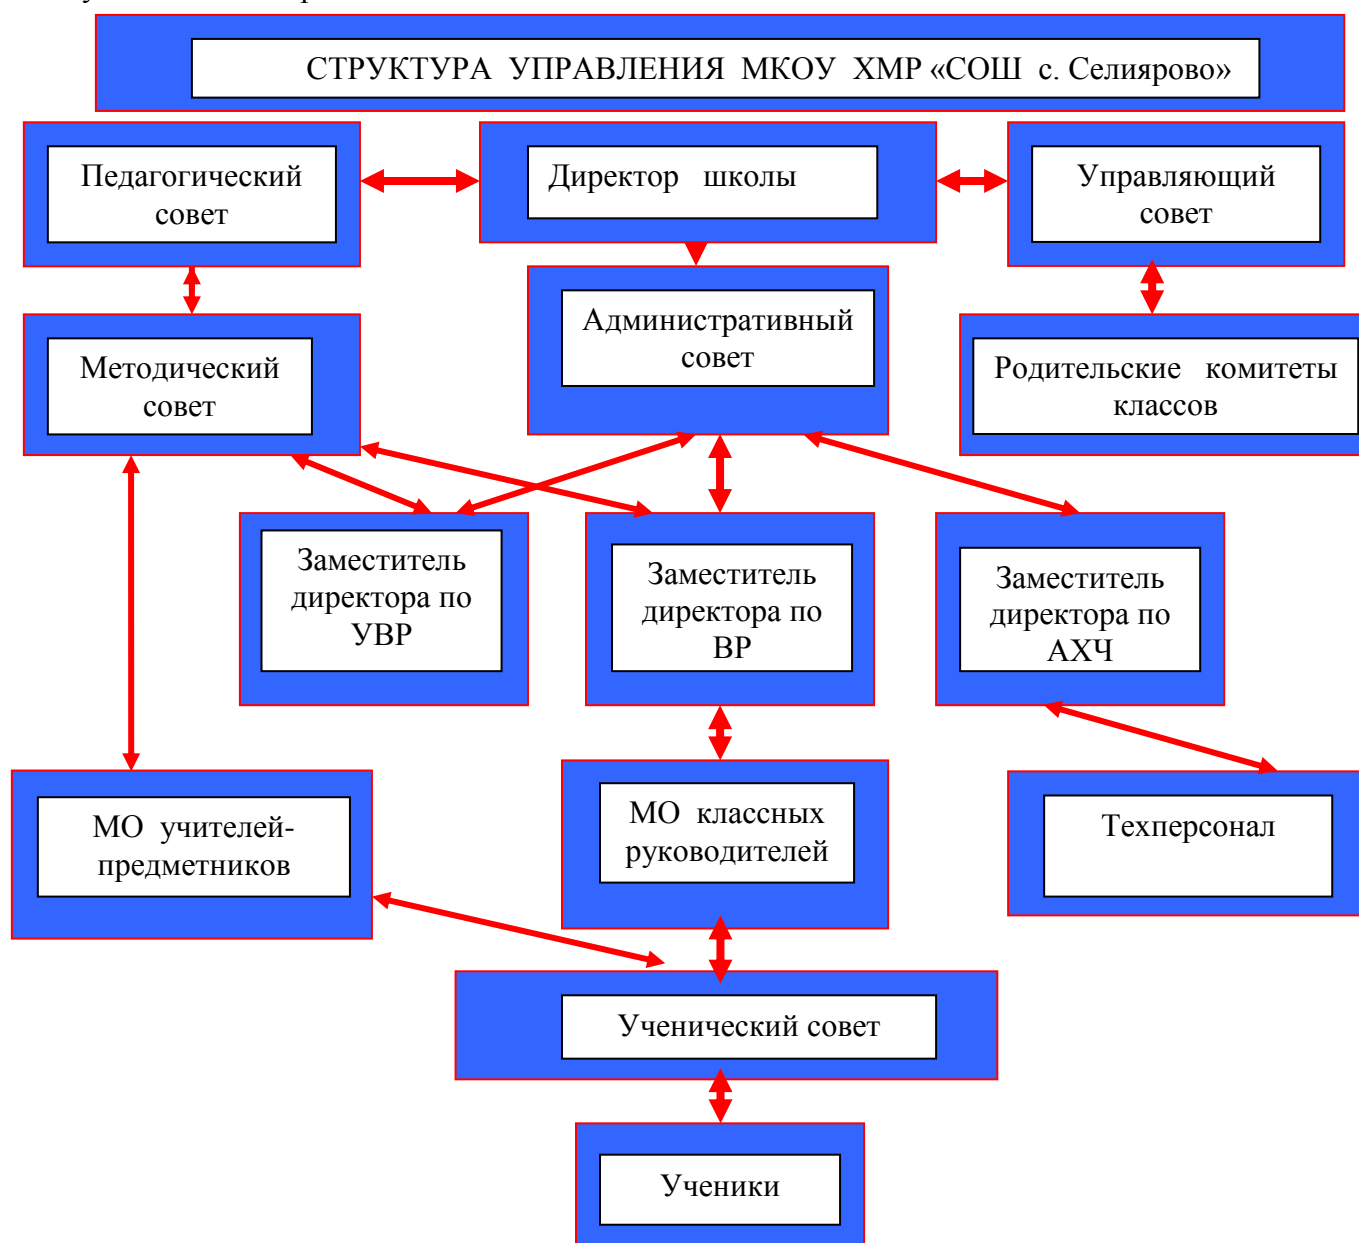 СТРУКТУРА УПРАВЛЕНИЯ МКОУ ХМР «СОШ с. Селиярово»
Педагогический
совет
Директор школы
Управляющий
совет
Административный
совет
Методический
совет
Родительские комитеты
классов
Заместитель
директора по
УВР
Заместитель
директора по
ВР
Заместитель
директора по
АХЧ
МО учителей-
предметников
МО классных
руководителей
Техперсонал
Ученический совет
Ученики